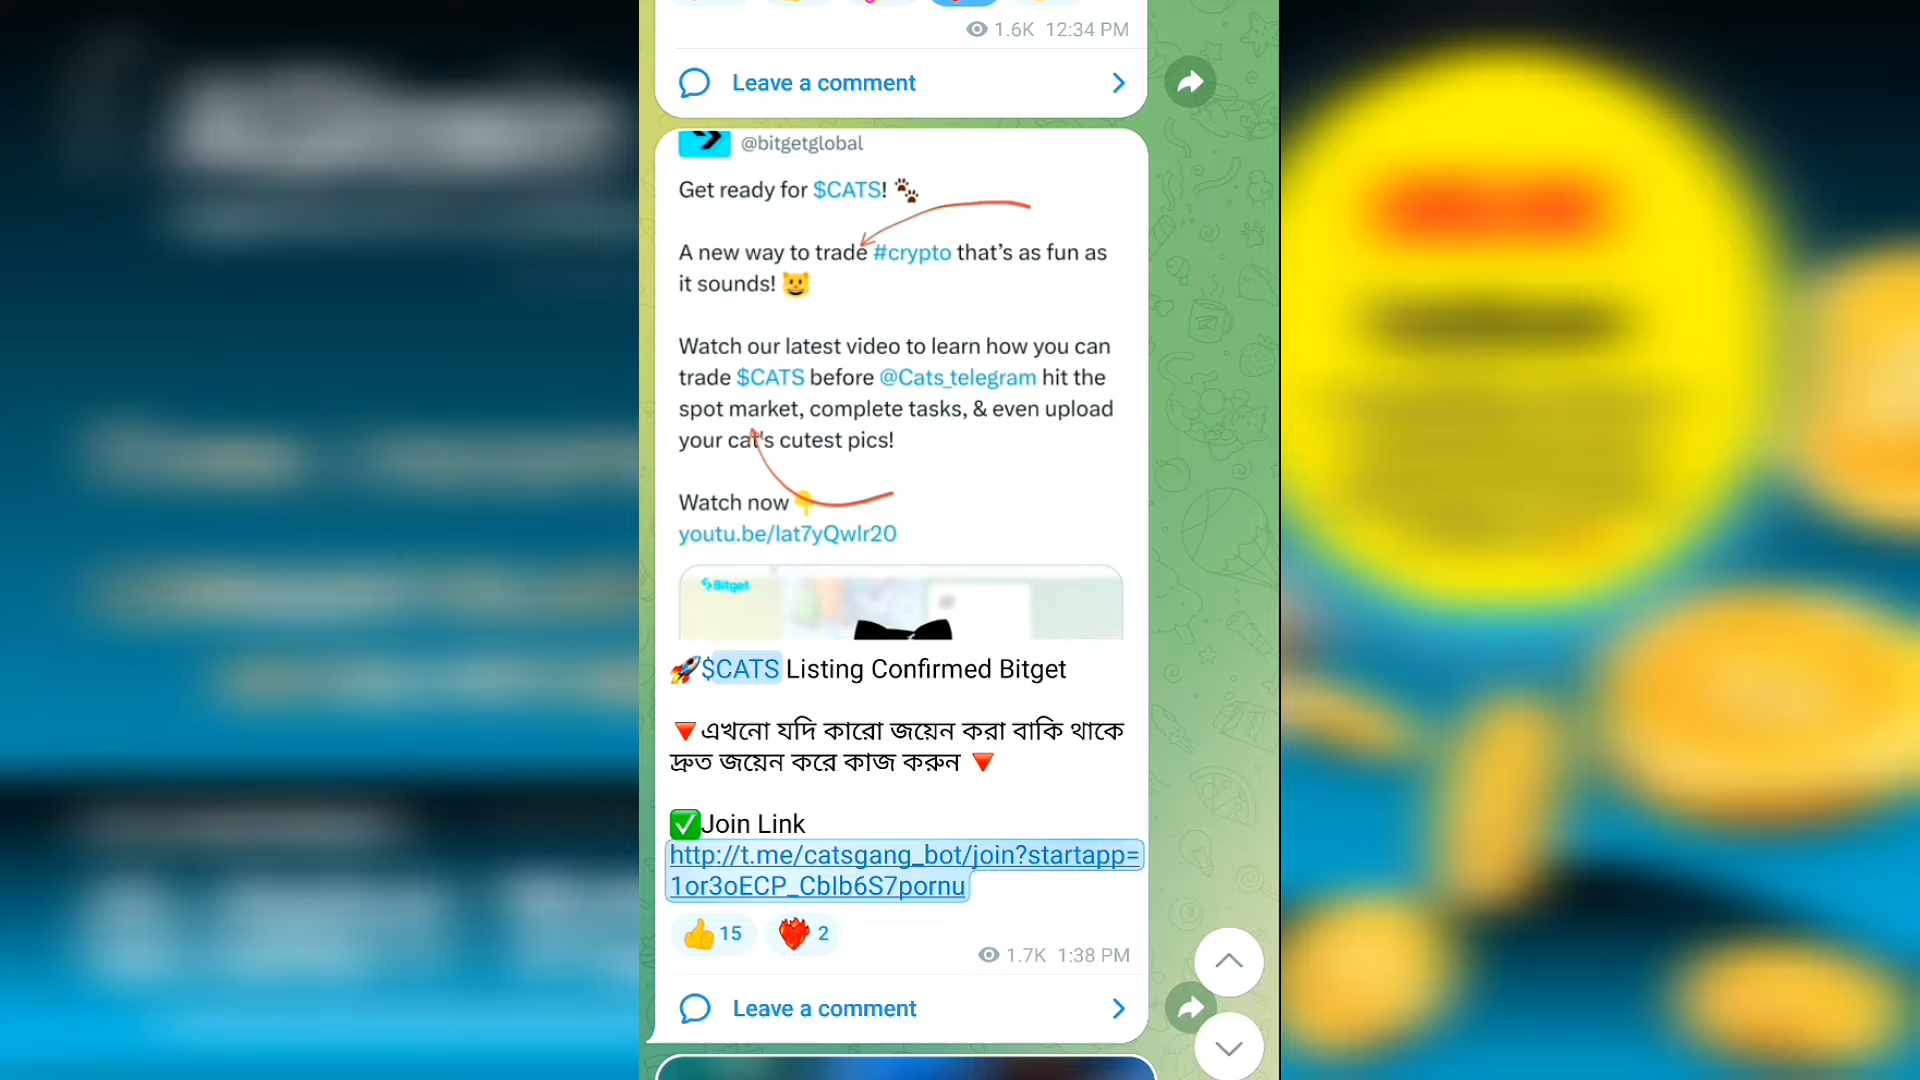 1.6K 12:34 PM
Leave a comment
@bitgetglobal
Get ready for $CATS! 🐾
A new way to trade #crypto that’s as fun as
it sounds! 😺
Watch our latest video to learn how you can
trade $CATS before @Cats_telegram hit the
spot market, complete tasks, & even upload
your cat's cutest pics!
Watch now 👇
youtu.be/lat7yQwlr20
Bitget
🚀$CATS Listing Confirmed Bitget
🔻এখনো যদি কারো জয়েন করা বাকি থাকে
দ্রুত জয়েন করে কাজ করুন 🔻
✅Join Link
http://t.me/catsgang_bot/join?startapp=
1or3oECP_CbIb6S7pornu
👍 15 ❤️‍🔥 2
1.7K 1:38 PM
Leave a comment